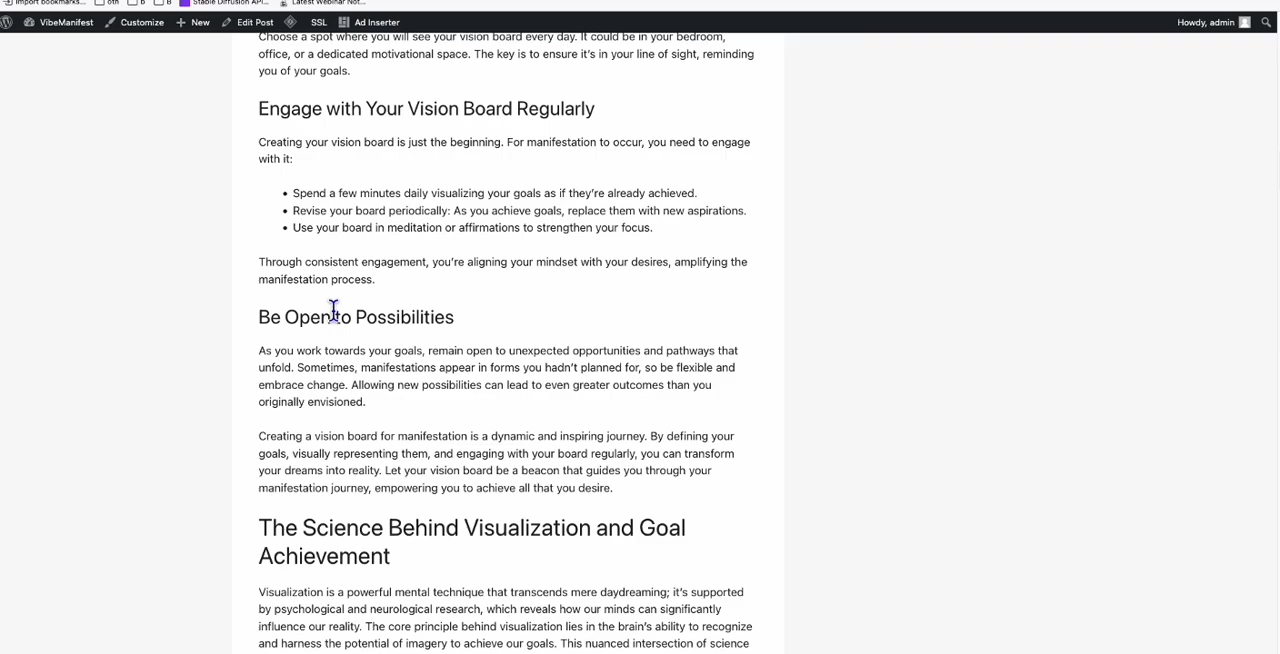 Import bookmarks... oth b B Stable Diffusion API... Latest Webinar Not...
VibeManifest Customize New Edit Post SSL Ad Inserter Howdy, admin
Choose a spot where you will see your vision board every day. It could be in your bedroom,
office, or a dedicated motivational space. The key is to ensure it's in your line of sight, reminding
you of your goals.
Engage with Your Vision Board Regularly
Creating your vision board is just the beginning. For manifestation to occur, you need to engage
with it:
• Spend a few minutes daily visualizing your goals as if they're already achieved.
• Revise your board periodically: As you achieve goals, replace them with new aspirations.
• Use your board in meditation or affirmations to strengthen your focus.
Through consistent engagement, you're aligning your mindset with your desires, amplifying the
manifestation process.
Be Open to Possibilities
As you work towards your goals, remain open to unexpected opportunities and pathways that
unfold. Sometimes, manifestations appear in forms you hadn't planned for, so be flexible and
embrace change. Allowing new possibilities can lead to even greater outcomes than you
originally envisioned.
Creating a vision board for manifestation is a dynamic and inspiring journey. By defining your
goals, visually representing them, and engaging with your board regularly, you can transform
your dreams into reality. Let your vision board be a beacon that guides you through your
manifestation journey, empowering you to achieve all that you desire.
The Science Behind Visualization and Goal
Achievement
Visualization is a powerful mental technique that transcends mere daydreaming; it's supported
by psychological and neurological research, which reveals how our minds can significantly
influence our reality. The core principle behind visualization lies in the brain's ability to recognize
and harness the potential of imagery to achieve our goals. This nuanced intersection of science